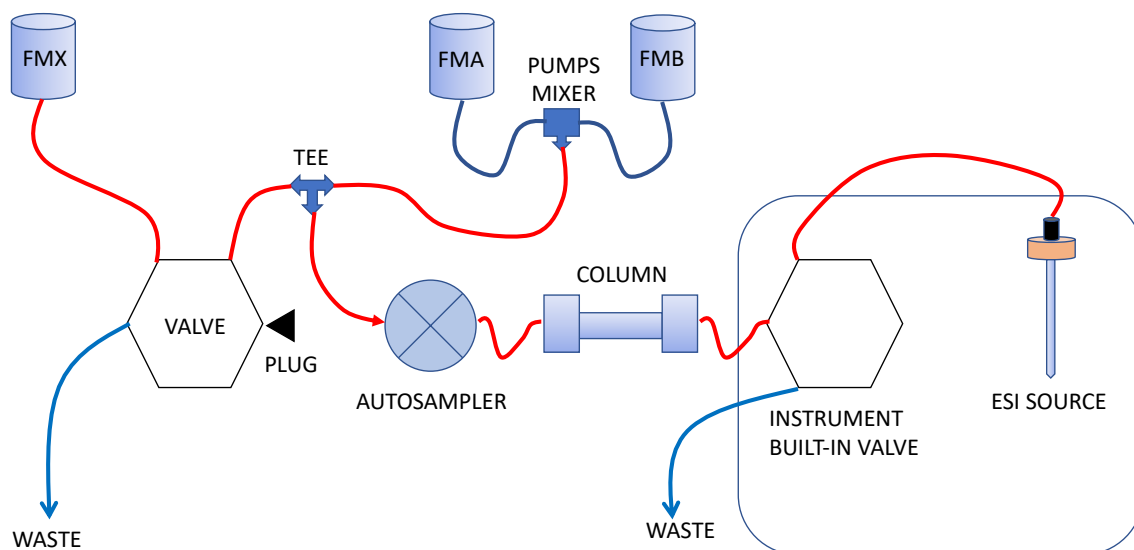 FMX
FMA
PUMPS
MIXER
FMB
TEE
VALVE
PLUG
AUTOSAMPLER
COLUMN
INSTRUMENT
BUILT-IN VALVE
ESI SOURCE
WASTE
WASTE